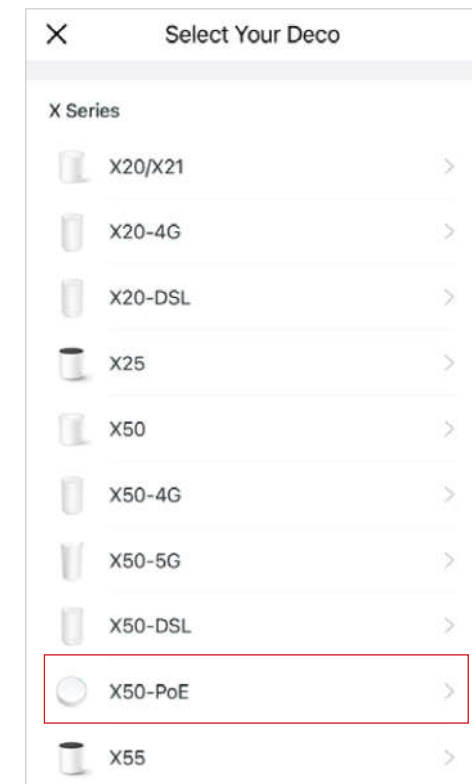 Select Your Deco
X Series
X20/X21
X20-4G
X20-DSL
X25
X50
X50-4G
X50-5G
X50-DSL
X50-PoE
X55